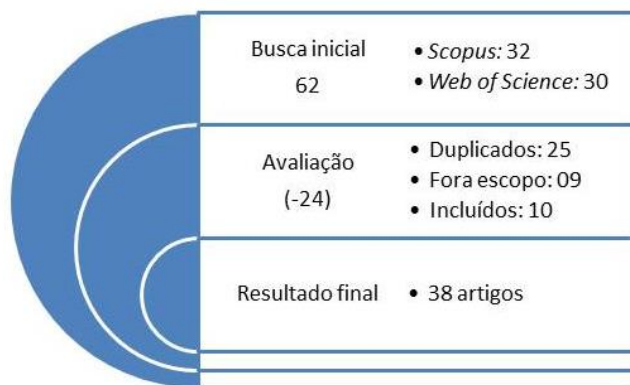 Busca inicial
62
• Scopus: 32
• Web of Science: 30
Avaliação
(-24)
• Duplicados: 25
• Fora escopo: 09
• Incluídos: 10
Resultado final
• 38 artigos